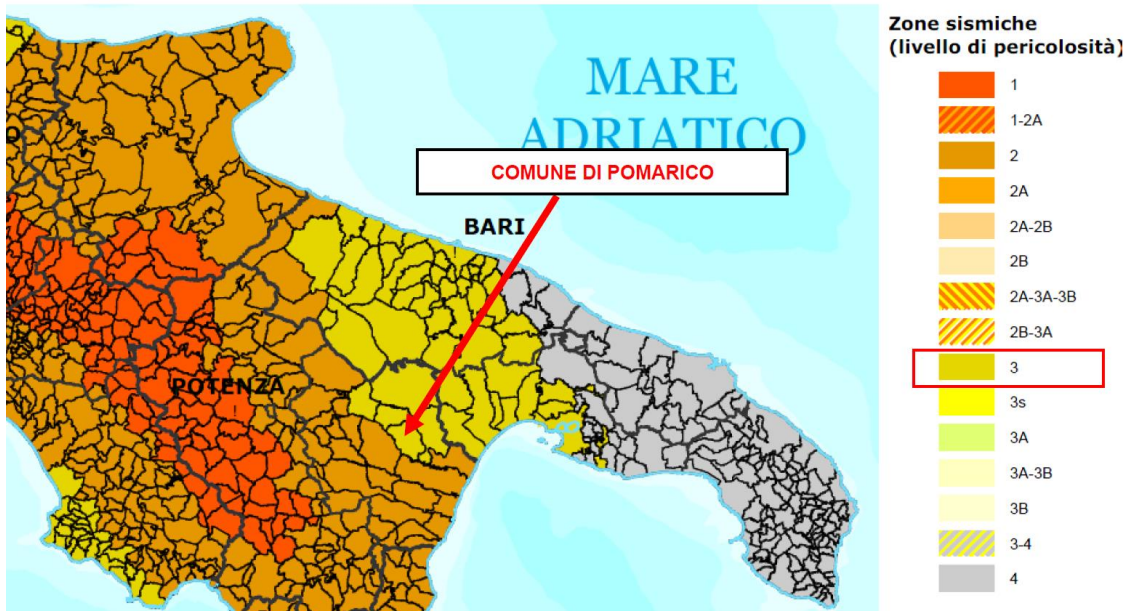 MARE
ADRIATICO
COMUNE DI POMARICO
BARI
POTENZA
Zone sismiche
(livello di pericolosità)
1
1-2A
2
2A
2A-2B
2B
2A-3A-3B
2B-3A
3
3s
3A
3A-3B
3B
3-4
4